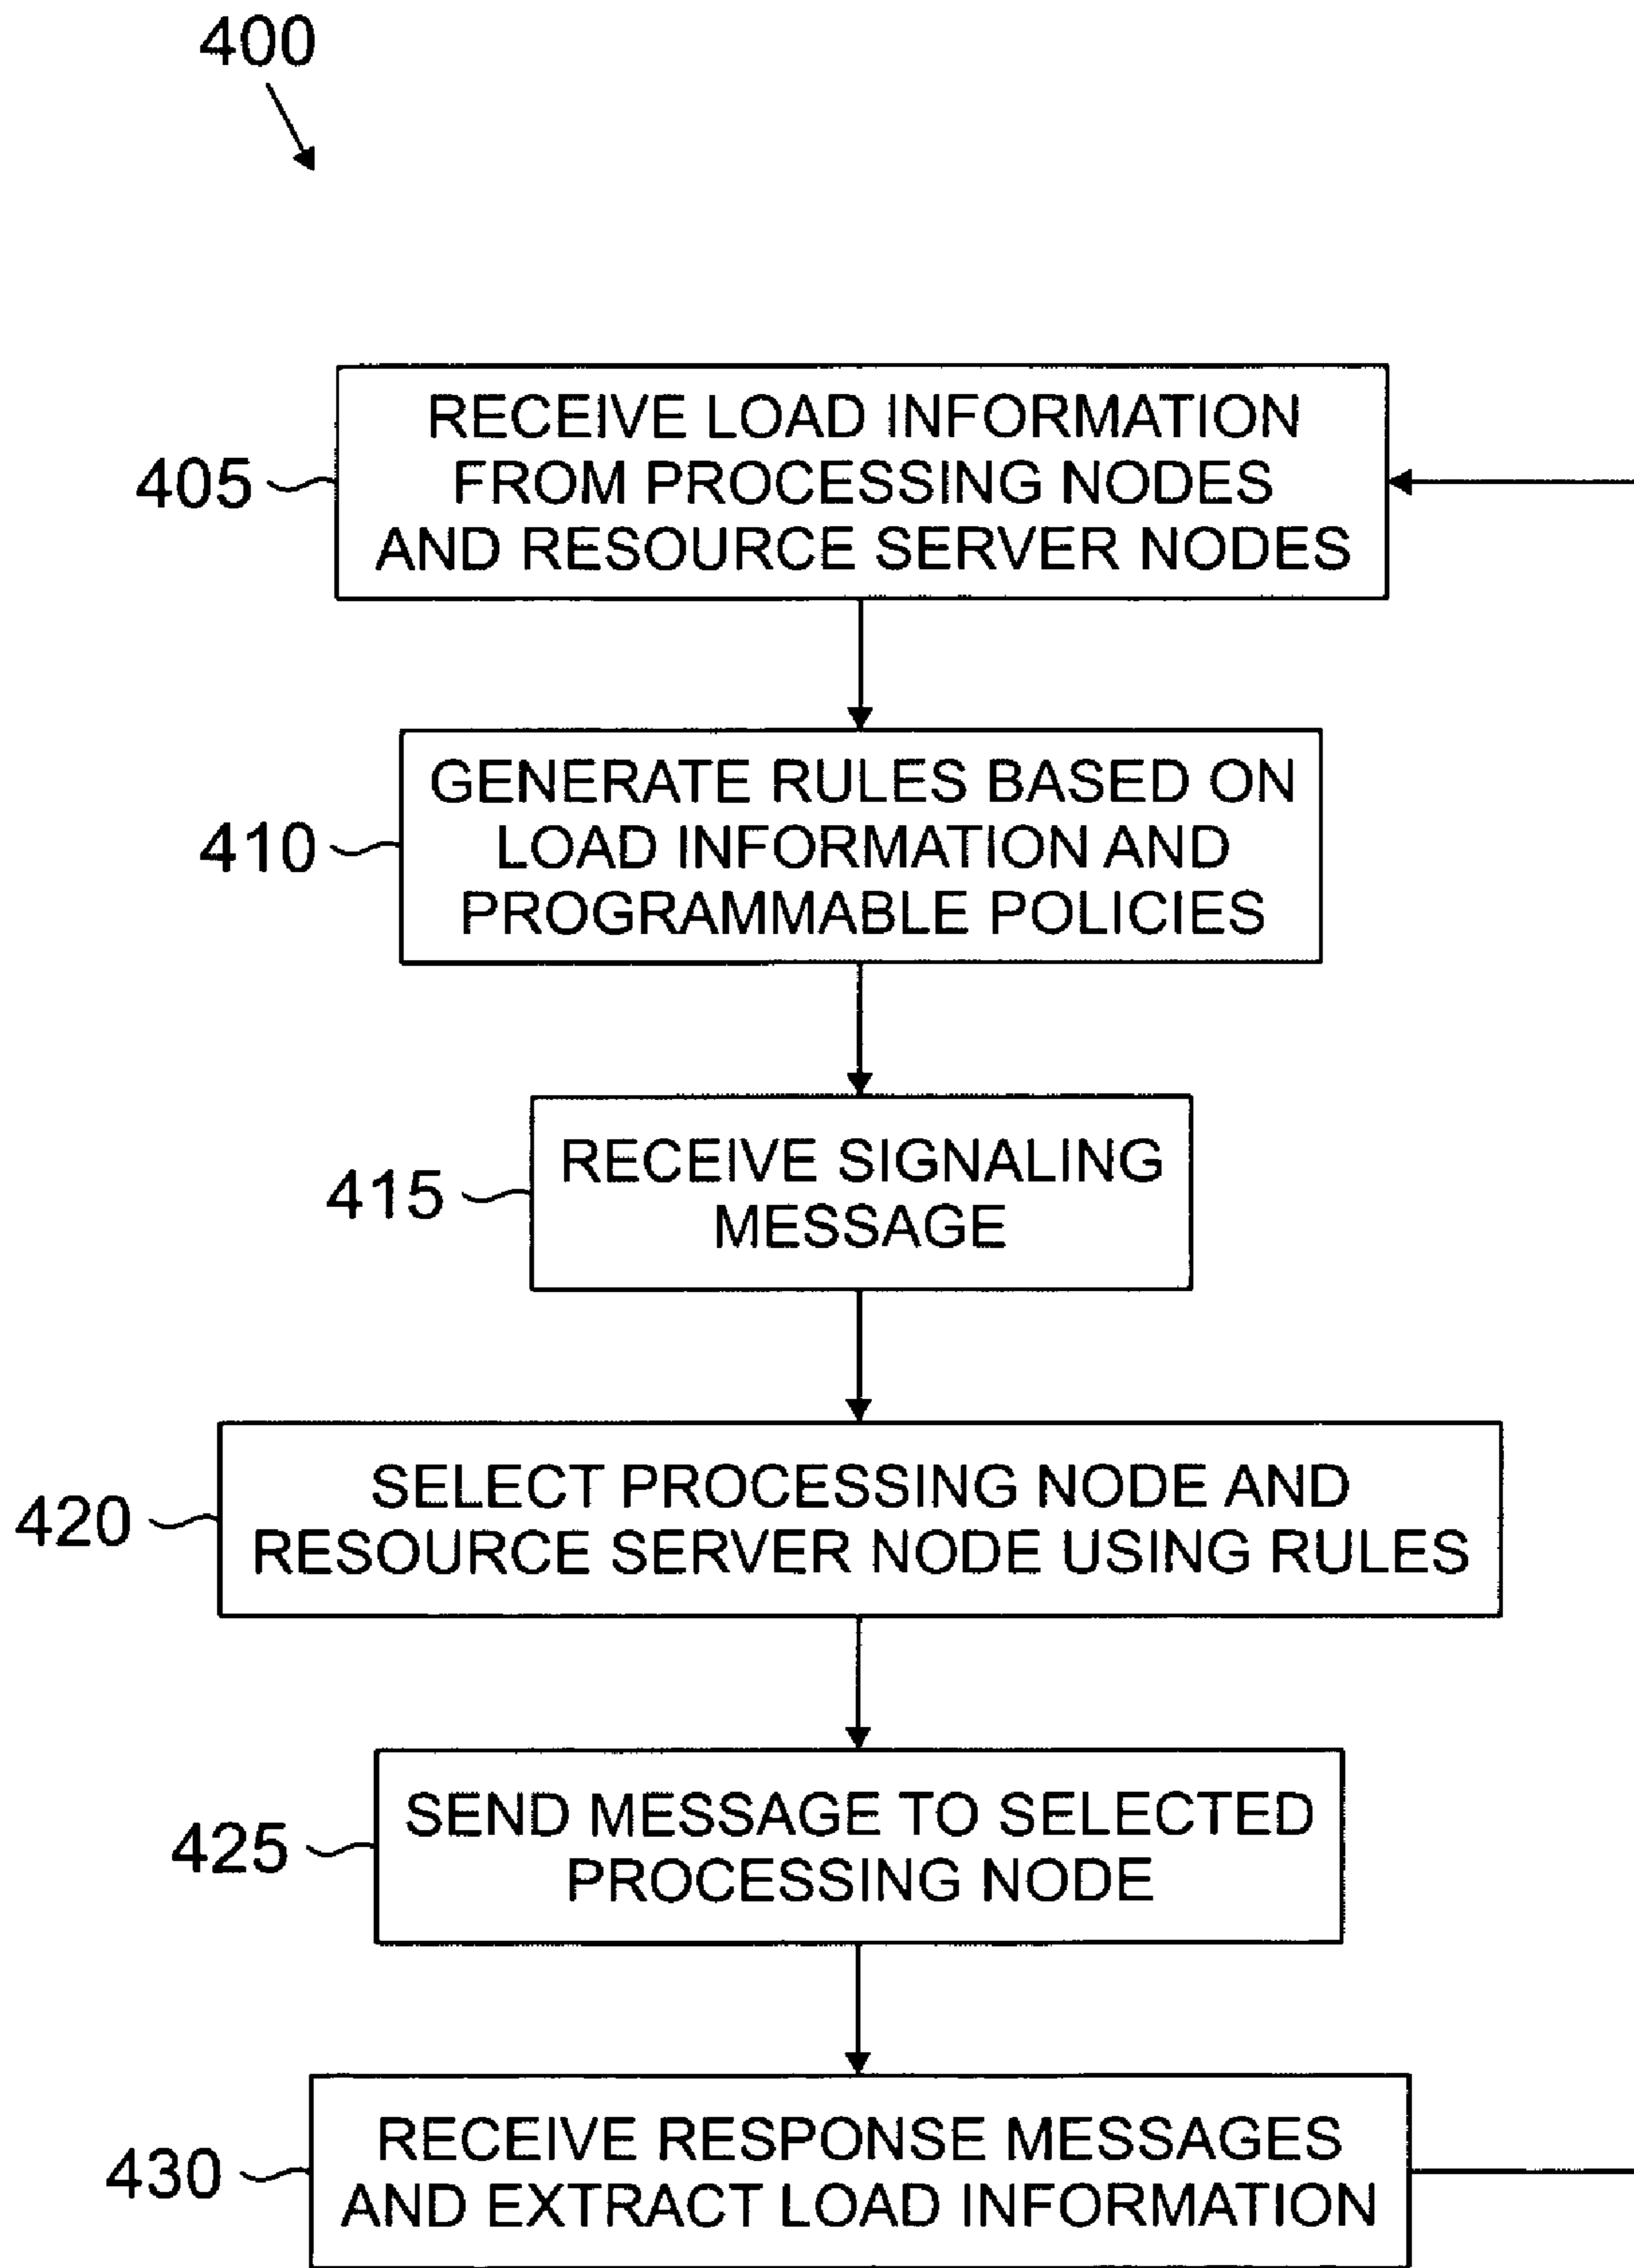 400
405
RECEIVE LOAD INFORMATION
FROM PROCESSING NODES
AND RESOURCE SERVER NODES
410
GENERATE RULES BASED ON
LOAD INFORMATION AND
PROGRAMMABLE POLICIES
415
RECEIVE SIGNALING
MESSAGE
420
SELECT PROCESSING NODE AND
RESOURCE SERVER NODE USING RULES
425
SEND MESSAGE TO SELECTED
PROCESSING NODE
430
RECEIVE RESPONSE MESSAGES
AND EXTRACT LOAD INFORMATION